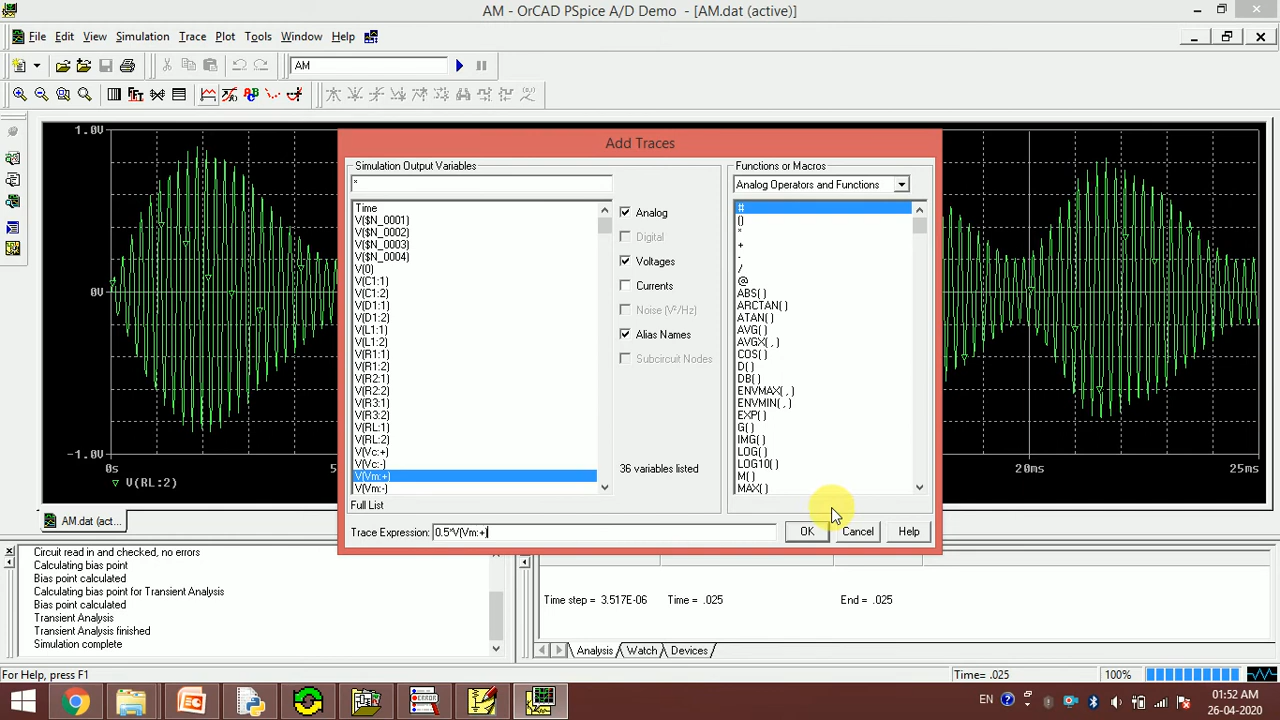 AM - OrCAD PSpice A/D Demo - [AM.dat (active)]
File Edit View Simulation Trace Plot Tools Window Help
AM
Add Traces
Simulation Output Variables
*
Time
V($N_0001)
V($N_0002)
V($N_0003)
V($N_0004)
V(0)
V(C1:1)
V(C1:2)
V(D1:1)
V(D1:2)
V(L1:1)
V(L1:2)
V(R1:1)
V(R1:2)
V(R2:1)
V(R2:2)
V(R3:1)
V(R3:2)
V(RL:1)
V(RL:2)
V(Vc:+)
V(Vc:-)
V(Vm:+)
V(Vm:-)
Full List
Analog
Digital
Voltages
Currents
Noise (V²/Hz)
Alias Names
Subcircuit Nodes
36 variables listed
Functions or Macros
Analog Operators and Functions
#
()
*
+
-
/
@
ABS( )
ARCTAN( )
ATAN( )
AVG( )
AVGX( , )
COS( )
D( )
DB( )
ENVMAX( , )
ENVMIN( , )
EXP( )
G( )
IMG( )
LOG( )
LOG10( )
M( )
MAX( )
Trace Expression: 0.5*V(Vm:+)
OK Cancel Help
1.0V
0V
-1.0V
0s 5 20ms 25ms
V(RL:2)
AM.dat (act...
Circuit read in and checked, no errors
Calculating bias point
Bias point calculated
Calculating bias point for Transient Analysis
Bias point calculated
Transient Analysis
Transient Analysis finished
Simulation complete
Time step = 3.517E-06 Time = .025 End = .025
Analysis Watch Devices
For Help, press F1
Time= .025 100%
ERROR
EN
01:52 AM
26-04-2020